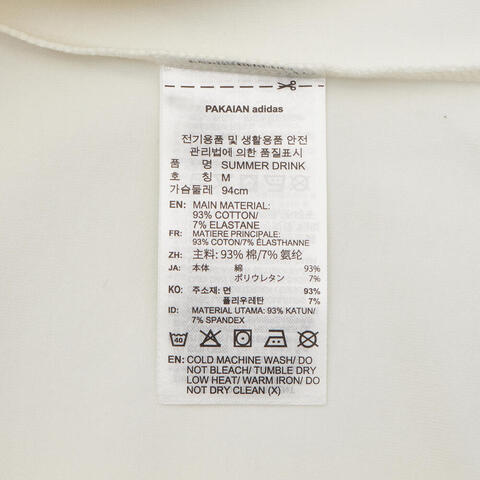 PAKAIAN adidas
전기용품 및 생활용품 안전
관리법에 의한 품질표시
품 명 SUMMER DRINK
호 칭 M
가슴둘레 94cm
EN: MAIN MATERIAL:
93% COTTON/
7% ELASTANE
FR: MATIERE PRINCIPALE:
93% COTON/7% ÉLASTHANNE
ZH: 主料: 93% 棉/7% 氨纶
JA: 本体 綿 93%
ポリウレタン 7%
KO: 주소재: 면 93%
폴리우레탄 7%
ID: MATERIAL UTAMA: 93% KATUN/
7% SPANDEX
40
EN: COLD MACHINE WASH/ DO
NOT BLEACH/ TUMBLE DRY
LOW HEAT/ WARM IRON/ DO
NOT DRY CLEAN (X)